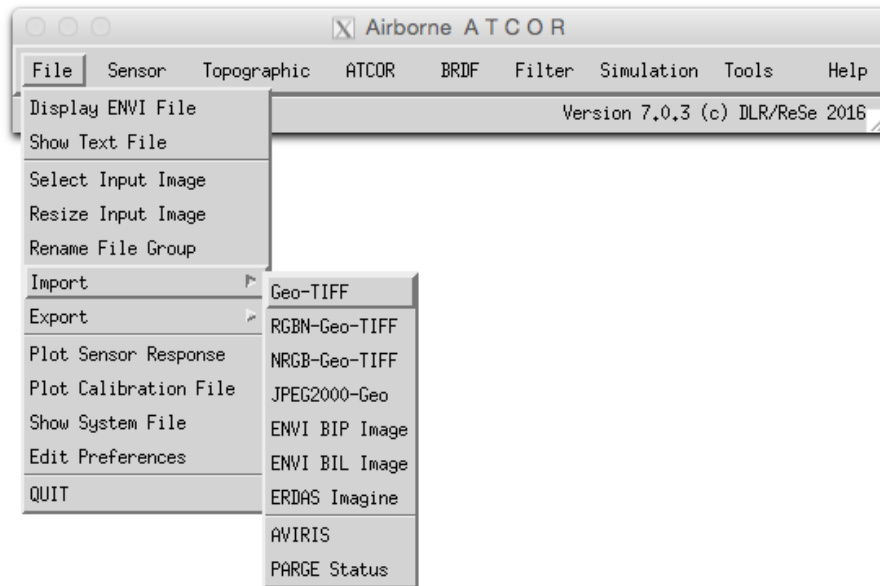 Airborne A T C O R
File Sensor Topographic ATCOR BRDF Filter Simulation Tools Help
Version 7.0.3 (c) DLR/ReSe 2016
Display ENVI File
Show Text File
Select Input Image
Resize Input Image
Rename File Group
Import
Export
Plot Sensor Response
Plot Calibration File
Show System File
Edit Preferences
QUIT
Geo-TIFF
RGBN-Geo-TIFF
NRGB-Geo-TIFF
JPEG2000-Geo
ENVI BIP Image
ENVI BIL Image
ERDAS Imagine
AVIRIS
PARGE Status